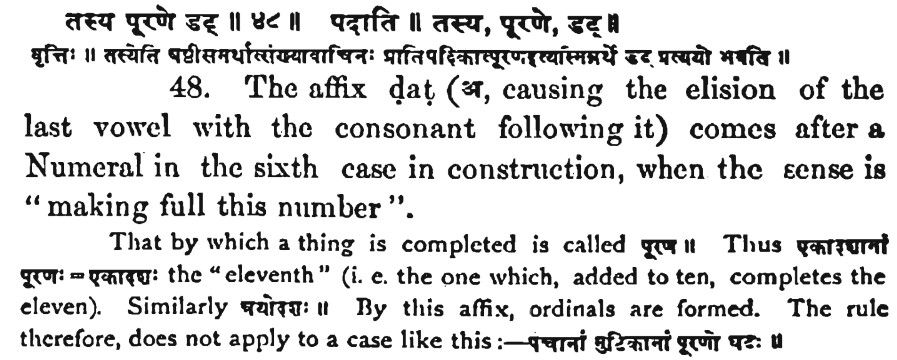 तस्य पूरणे डट् ॥ ४८ ॥ पदानि ॥ तस्य, पूरणे, डट् ॥
वृत्तिः ॥ तस्येति षष्ठीसमर्थात्संख्यावाचिनः प्रातिपदिकात्पूरणइत्यस्मिन्नर्थे डट् प्रत्ययो भवति ॥
48. The affix ḍaṭ (अ, causing the elision of the
last vowel with the consonant following it) comes after a
Numeral in the sixth case in construction, when the sense is
“making full this number”.
That by which a thing is completed is called पूरण ॥ Thus एकादशानां
पूरणः = एकादशः the “eleventh” (i. e. the one which, added to ten, completes the
eleven). Similarly त्रयोदशः ॥ By this affix, ordinals are formed. The rule
therefore, does not apply to a case like this :—पंचानां मुष्टिकानां पूरणो घटः ॥